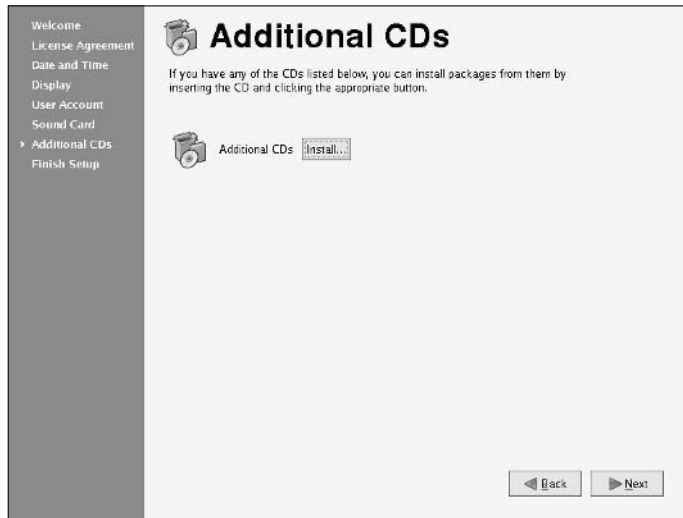 Welcome
License Agreement
Date and Time
Display
User Account
Sound Card
Additional CDs
Finish Setup
Additional CDs
If you have any of the CDs listed below, you can install packages from them by
inserting the CD and clicking the appropriate button.
Additional CDs Install...
Back Next